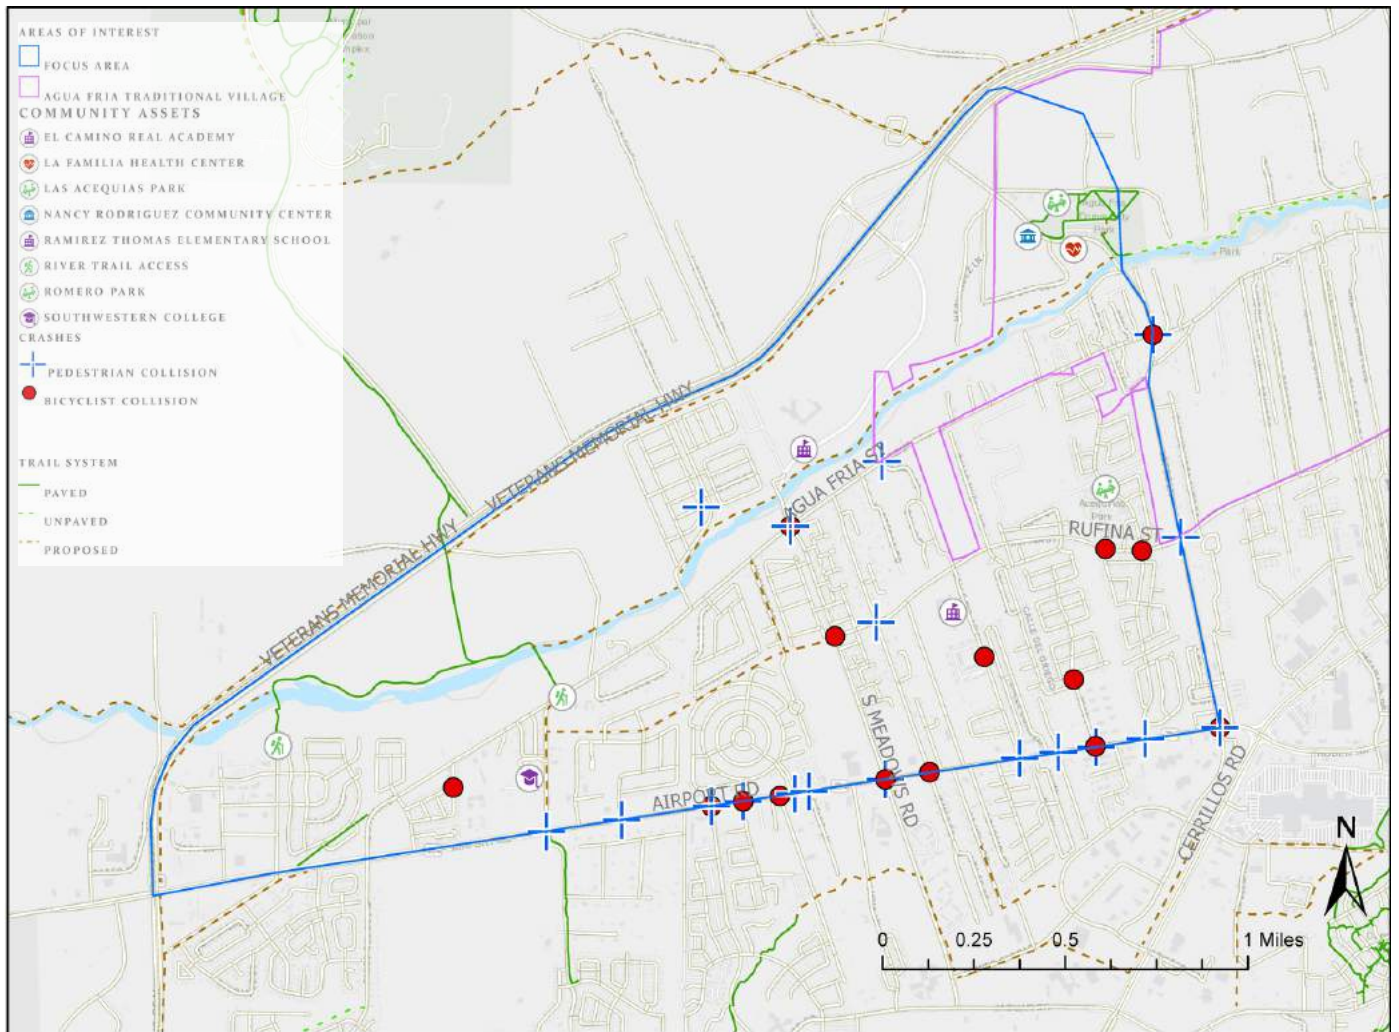 AREAS OF INTEREST
FOCUS AREA
AGUA FRIA TRADITIONAL VILLAGE
COMMUNITY ASSETS
EL CAMINO REAL ACADEMY
LA FAMILIA HEALTH CENTER
LAS ACEQUIAS PARK
NANCY RODRIGUEZ COMMUNITY CENTER
RAMIREZ THOMAS ELEMENTARY SCHOOL
RIVER TRAIL ACCESS
ROMERO PARK
SOUTHWESTERN COLLEGE
CRASHES
PEDESTRIAN COLLISION
BICYCLIST COLLISION
TRAIL SYSTEM
PAVED
UNPAVED
PROPOSED
VETERANS MEMORIAL HWY
VETERANS MEMORIAL HWY
AGUA FRIA ST
Park
Park
RUFINA ST
Park
S MEADOWS RD
AIRPORT RD
CERRILLOS RD
N
0 0.25 0.5 1 Miles